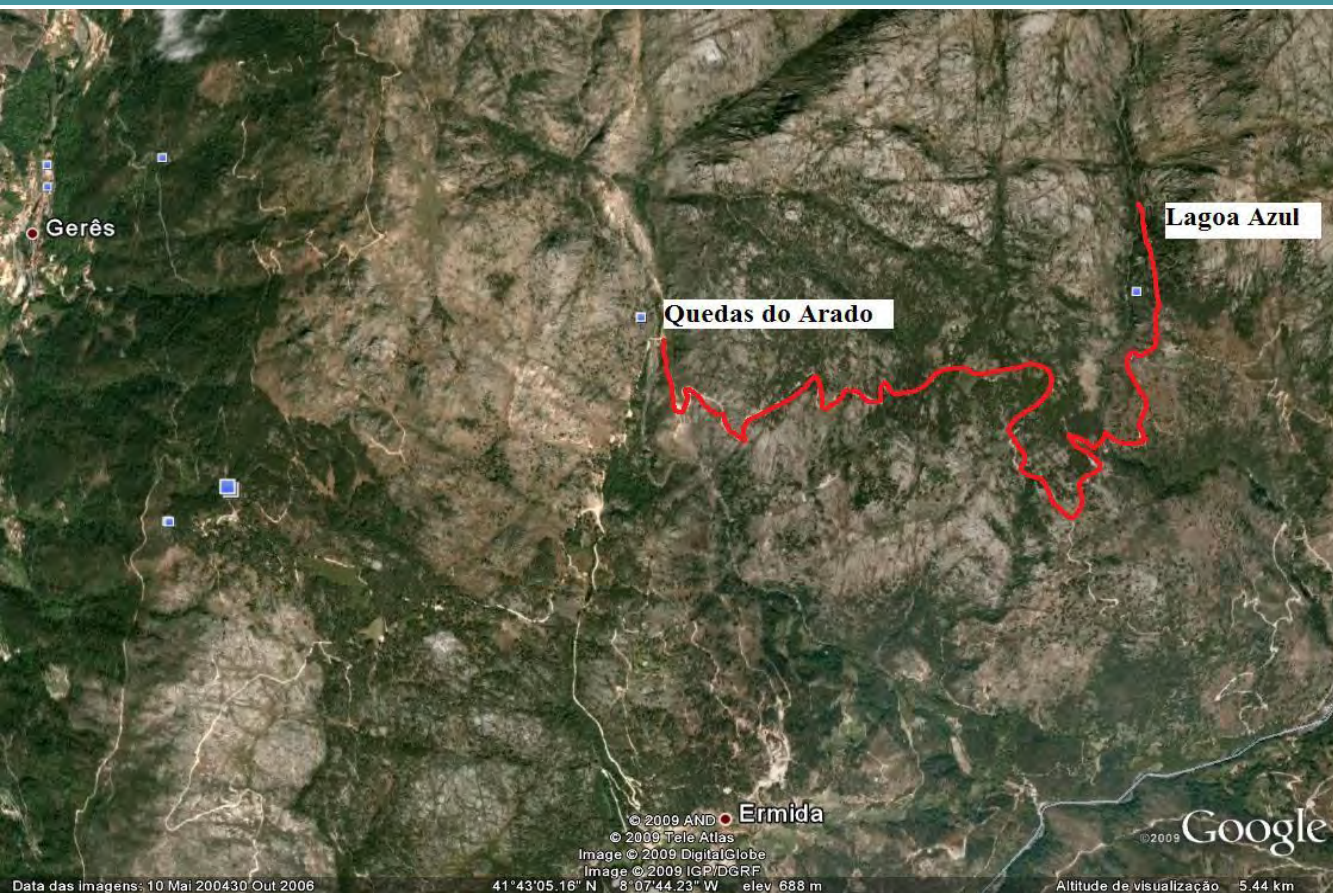 Gerês
Lagoa Azul
Quedas do Arado
Ermida
© 2009 AND
© 2009 Tele Atlas
Image © 2009 DigitalGlobe
Image © 2009 IGP/DGRF
©2009 Google
Data das imagens: 10 Mai 200430 Out 2006 41°43'05.16" N 8°07'44.23" W elev 688 m Altitude de visualização 5.44 km